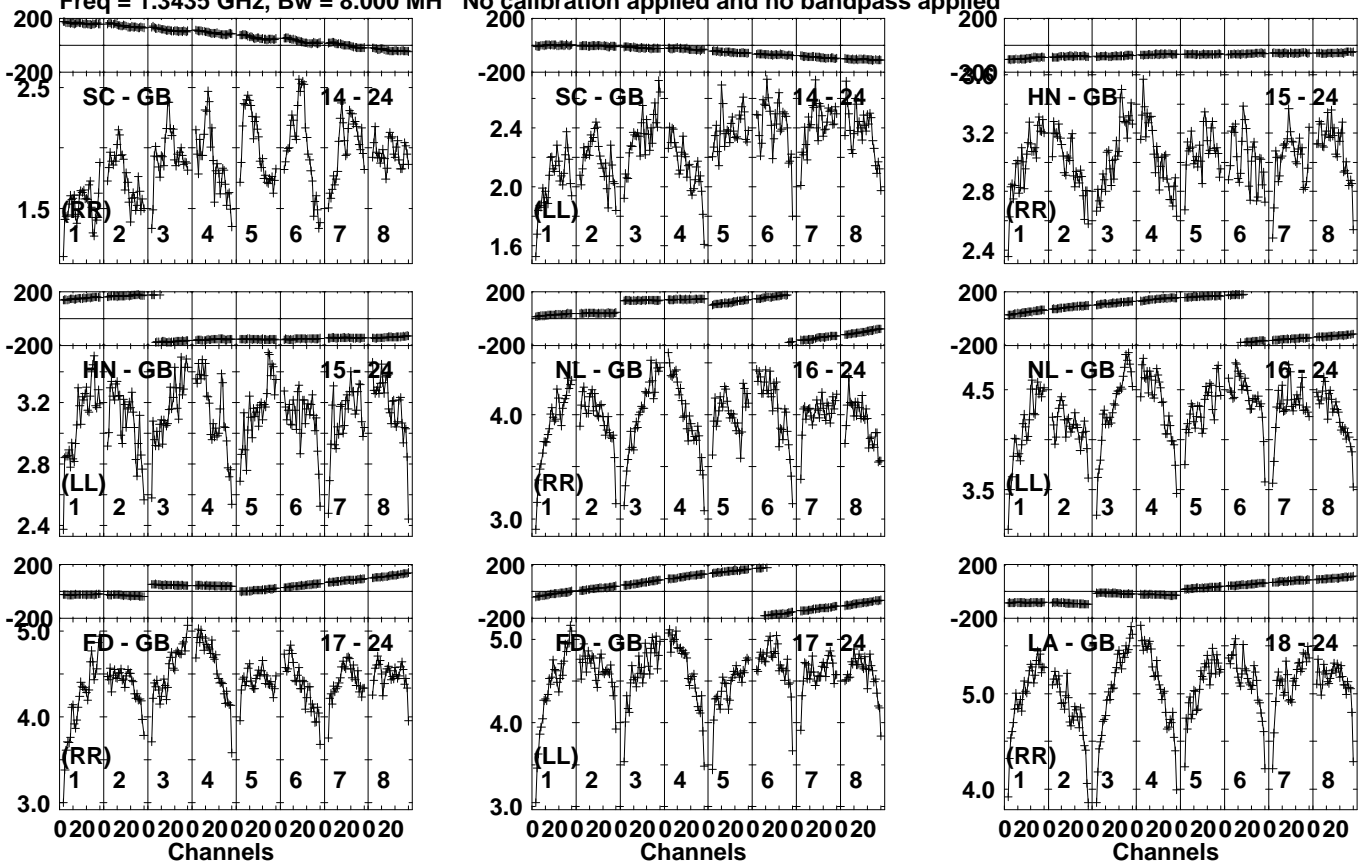 Freq = 1.3435 GHz, Bw = 8.000 MH No calibration applied and no bandpass applied
200 200 200
-200 -200 -200
2.5 3.6
SC - GB 14 - 24 SC - GB 14 - 24 HN - GB 15 - 24
2.4 3.2
2.0 2.8
1.5
(RR) (LL) (RR)
1 2 3 4 5 6 7 8 1 2 3 4 5 6 7 8 1 2 3 4 5 6 7 8
1.6 2.4
200 200 200
-200 -200 -200
HN - GB 15 - 24 NL - GB 16 - 24 NL - GB 16 - 24
3.2 4.0 4.5
2.8
(LL) (RR) (LL)
3.5
1 2 3 4 5 6 7 8 1 2 3 4 5 6 7 8 1 2 3 4 5 6 7 8
2.4 3.0
200 200 200
-200 -200 -200
5.0 5.0
FD - GB 17 - 24 FD - GB 17 - 24 LA - GB 18 - 24
5.0
4.0 4.0
(RR) (LL) (RR)
1 2 3 4 5 6 7 8 1 2 3 4 5 6 7 8 1 2 3 4 5 6 7 8
3.0 3.0 4.0
0 20 0 20 0 20 0 20 0 20 0 20 0 20 0 20 0 20 0 20 0 20 0 20 0 20 0 20 0 20 0 20 0 20 0 20 0 20 0 20 0 20 0 20 0 20 0 20
Channels Channels Channels